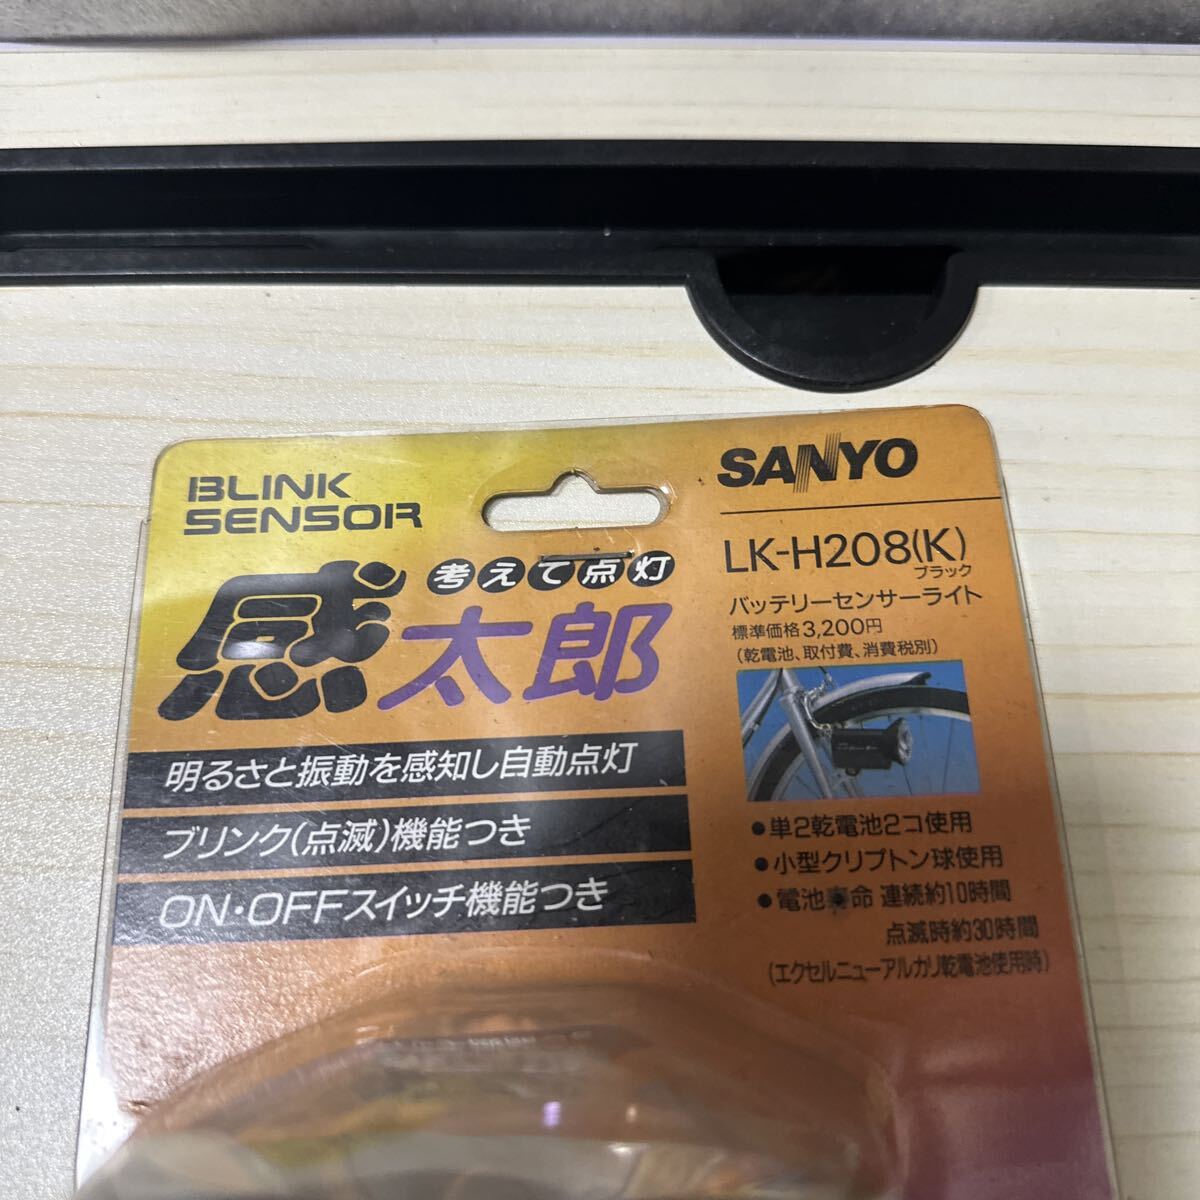 BLINK
SENSOR
考えて点灯
感太郎
明るさと振動を感知し自動点灯
ブリンク(点滅)機能つき
ON・OFFスイッチ機能つき
SANYO
LK-H208(K)
ブラック
バッテリーセンサーライト
標準価格3,200円
(乾電池、取付費、消費税別)
●単2乾電池2コ使用
●小型クリプトン球使用
●電池寿命 連続約10時間
点滅時約30時間
(エクセルニューアルカリ乾電池使用時)